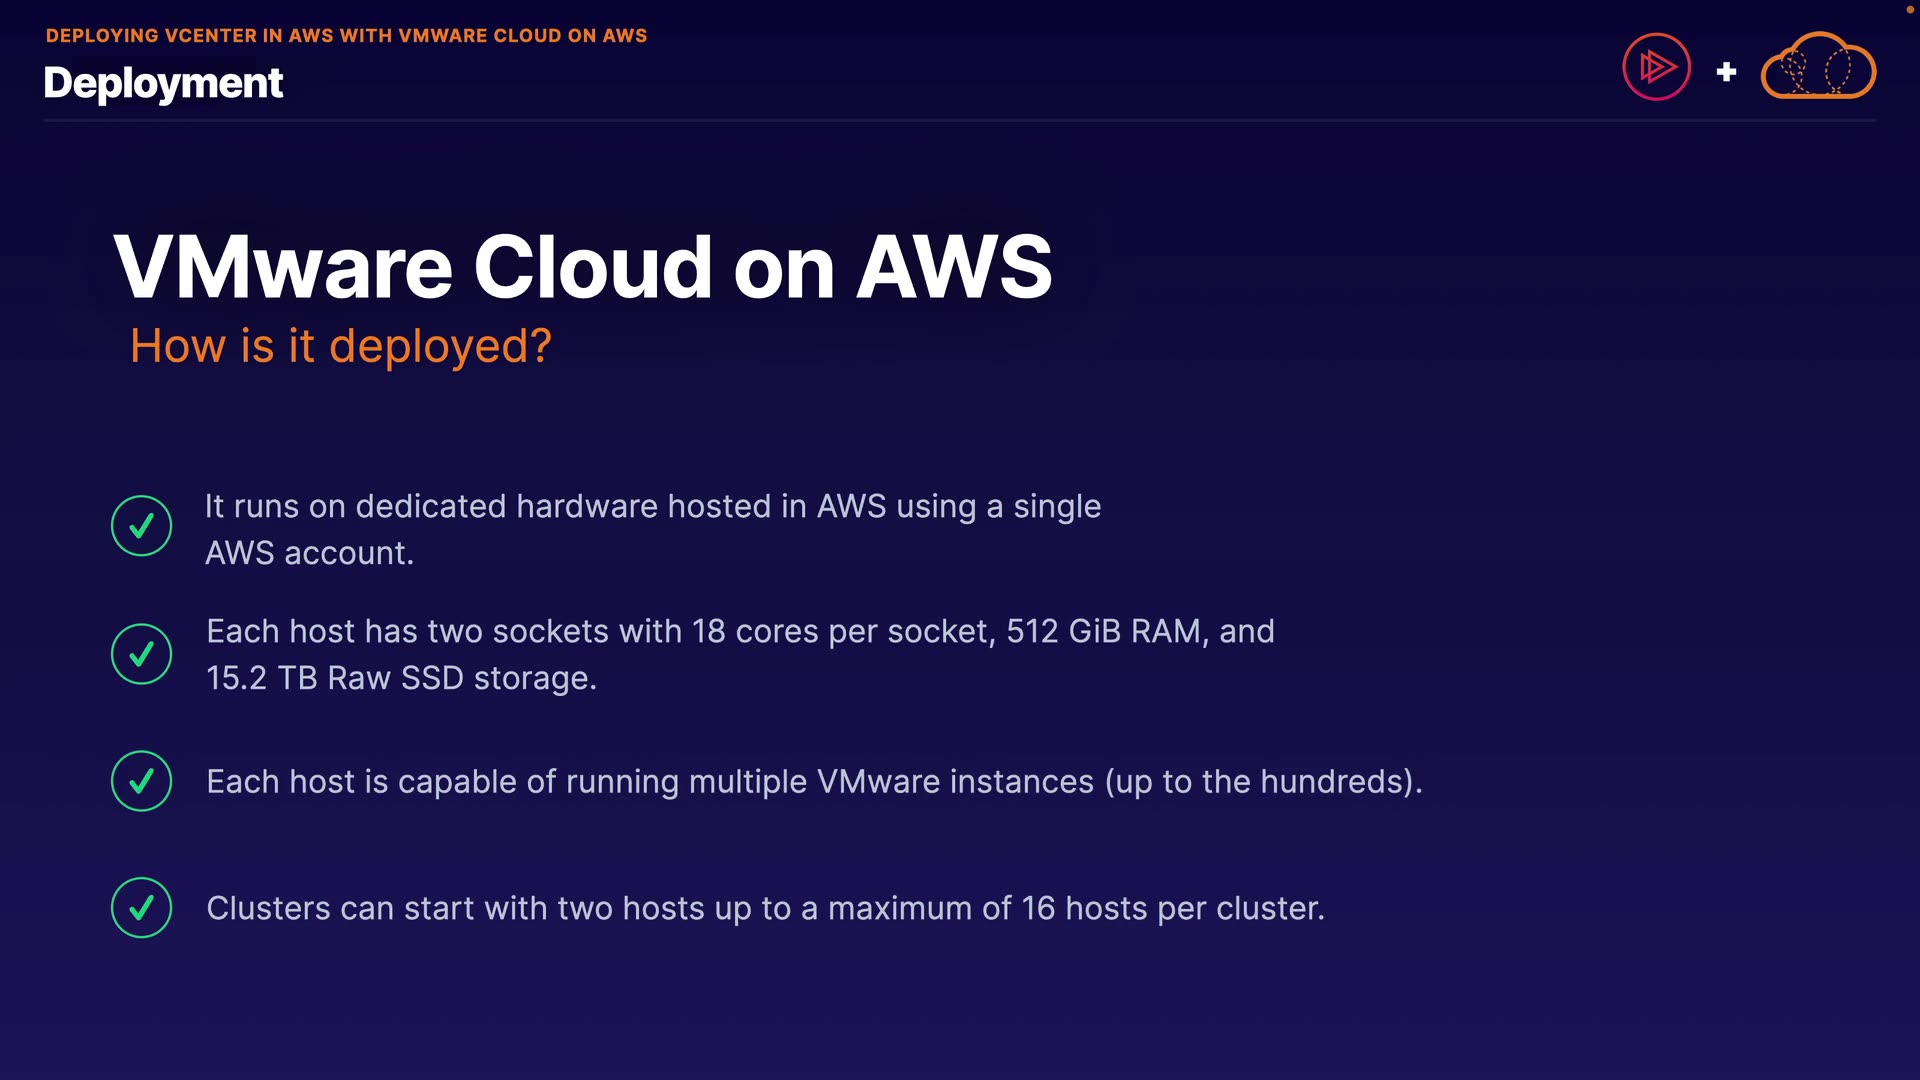 DEPLOYING VCENTER IN AWS WITH VMWARE CLOUD ON AWS
Deployment
VMware Cloud on AWS
How is it deployed?
It runs on dedicated hardware hosted in AWS using a single
AWS account.
Each host has two sockets with 18 cores per socket, 512 GiB RAM, and
15.2 TB Raw SSD storage.
Each host is capable of running multiple VMware instances (up to the hundreds).
Clusters can start with two hosts up to a maximum of 16 hosts per cluster.